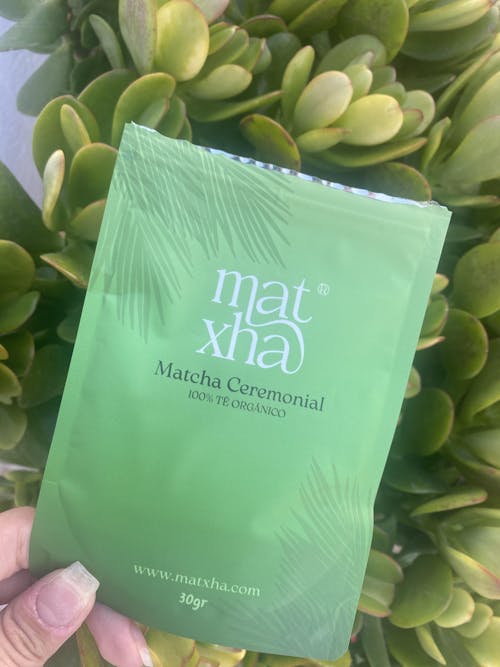 mat®
xha
Matcha Ceremonial
100% TÉ ORGÁNICO
www.matxha.com
30gr